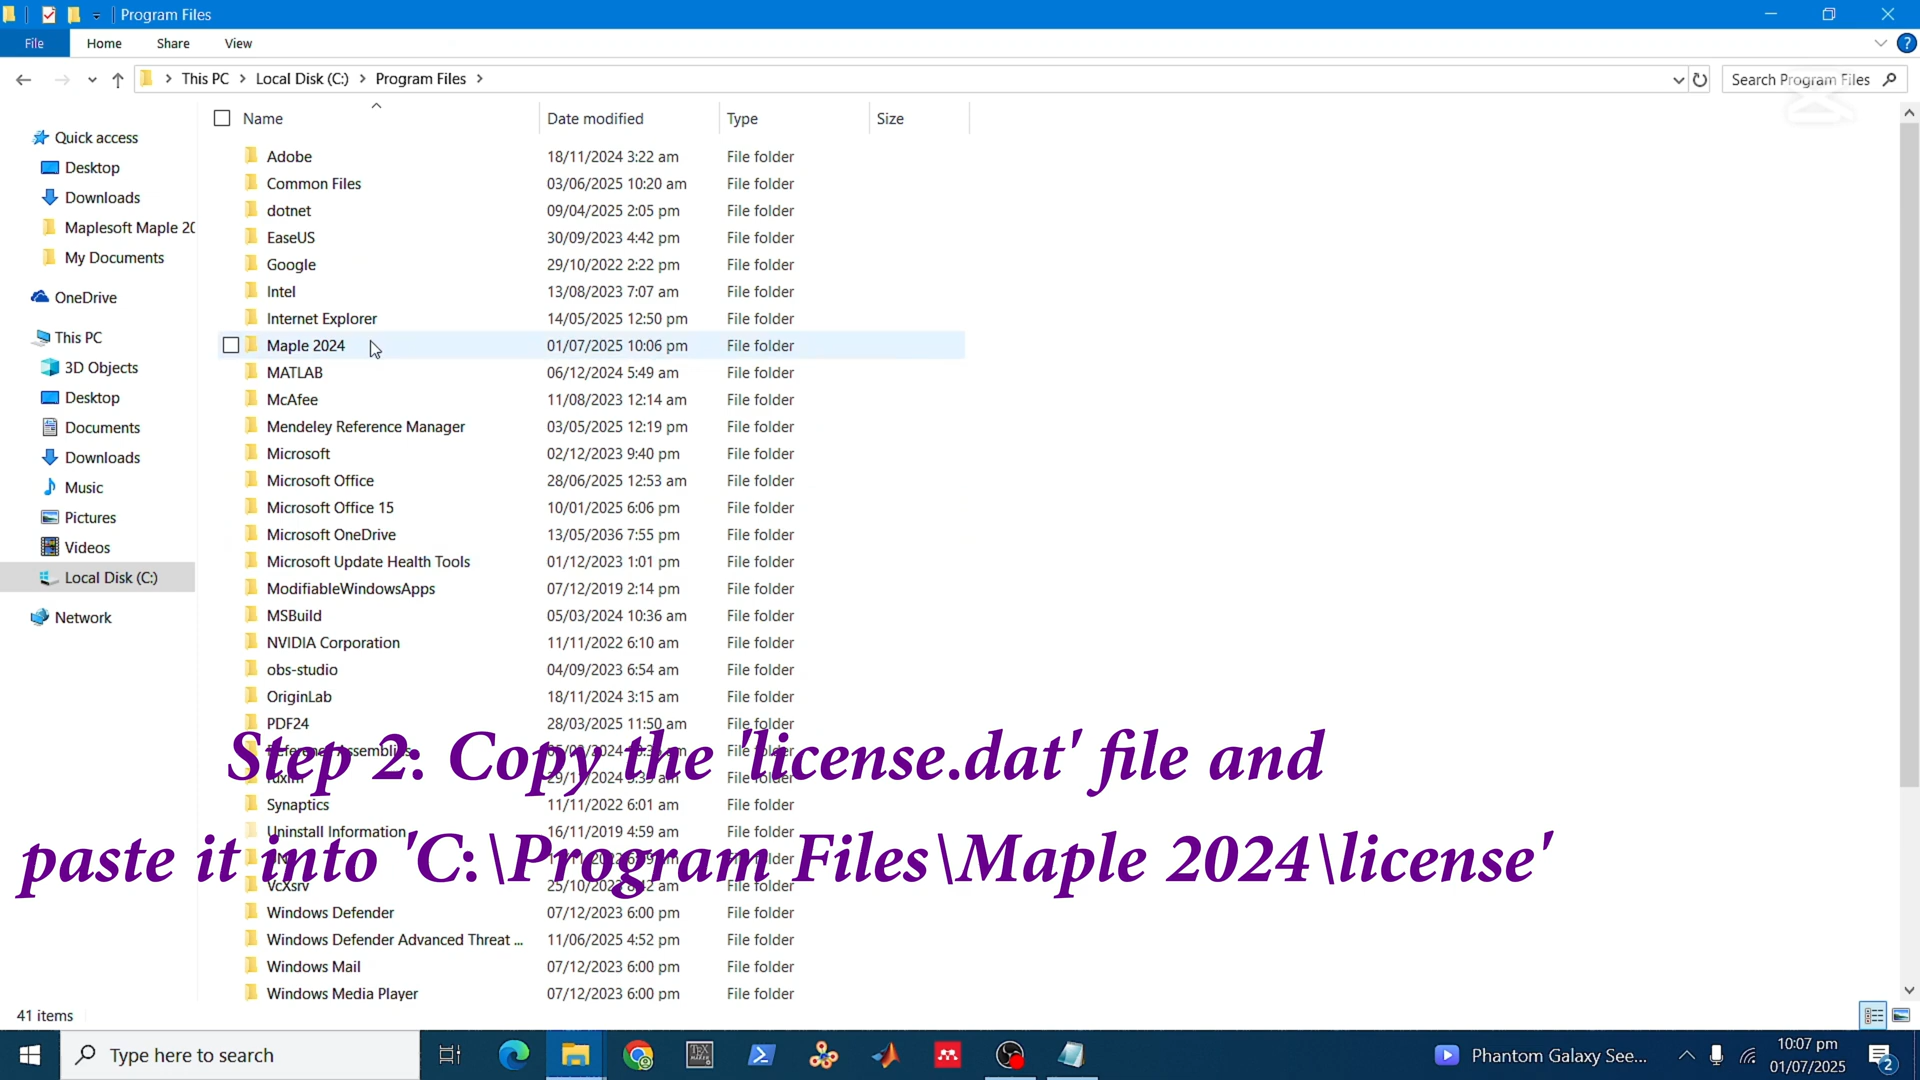 Program Files
File
Home
Share
View
This PC
Local Disk (C:)
Program Files
Search Program Files
Name
Date modified
Type
Size
Quick access
Desktop
Downloads
Maplesoft Maple 20
My Documents
OneDrive
This PC
3D Objects
Desktop
Documents
Downloads
Music
Pictures
Videos
Local Disk (C:)
Network
Adobe 18/11/2024 3:22 am File folder
Common Files 03/06/2025 10:20 am File folder
dotnet 09/04/2025 2:05 pm File folder
EaseUS 30/09/2023 4:42 pm File folder
Google 29/10/2022 2:22 pm File folder
Intel 13/08/2023 7:07 am File folder
Internet Explorer 14/05/2025 12:50 pm File folder
Maple 2024 01/07/2025 10:06 pm File folder
MATLAB 06/12/2024 5:49 am File folder
McAfee 11/08/2023 12:14 am File folder
Mendeley Reference Manager 03/05/2025 12:19 pm File folder
Microsoft 02/12/2023 9:40 pm File folder
Microsoft Office 28/06/2025 12:53 am File folder
Microsoft Office 15 10/01/2025 6:06 pm File folder
Microsoft OneDrive 13/05/2036 7:55 pm File folder
Microsoft Update Health Tools 01/12/2023 1:01 pm File folder
ModifiableWindowsApps 07/12/2019 2:14 pm File folder
MSBuild 05/03/2024 10:36 am File folder
NVIDIA Corporation 11/11/2022 6:10 am File folder
obs-studio 04/09/2023 6:54 am File folder
OriginLab 18/11/2024 3:15 am File folder
PDF24 28/03/2025 11:50 am File folder
Step 2: Copy the 'license.dat' file and
Synaptics 11/11/2022 6:01 am File folder
Uninstall Information 16/11/2019 4:59 am File folder
paste it into 'C:\Program Files\Maple 2024\license'
VcXsrv File folder
Windows Defender 07/12/2023 6:00 pm File folder
Windows Defender Advanced Threat ... 11/06/2025 4:52 pm File folder
Windows Mail 07/12/2023 6:00 pm File folder
Windows Media Player 07/12/2023 6:00 pm File folder
41 items
Type here to search
Phantom Galaxy See...
10:07 pm
01/07/2025
2